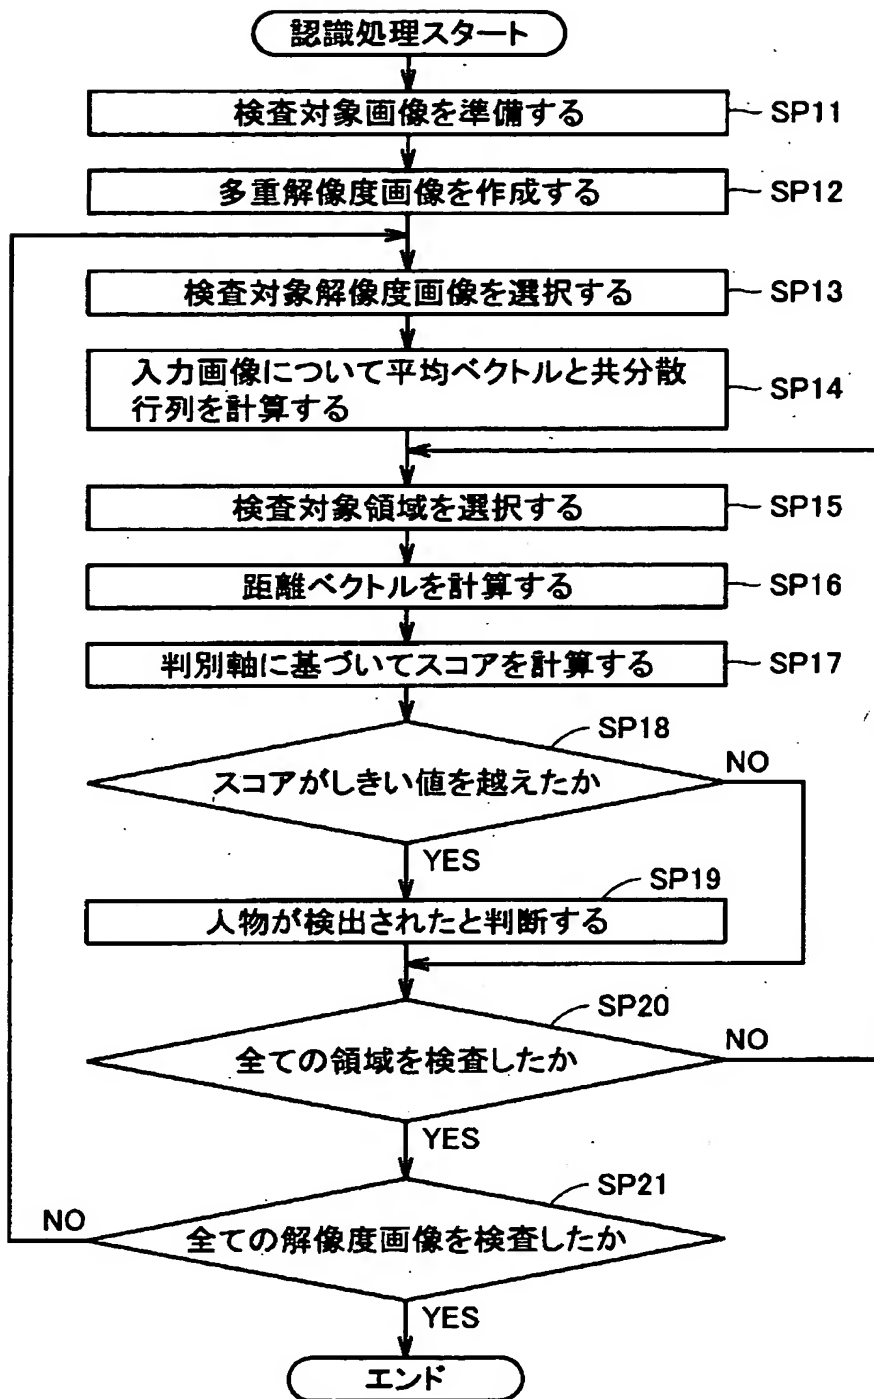 認識処理スタート
検査対象画像を準備する
SP11
多重解像度画像を作成する
SP12
検査対象解像度画像を選択する
SP13
入力画像について平均ベクトルと共分散
行列を計算する
SP14
検査対象領域を選択する
SP15
距離ベクトルを計算する
SP16
判別軸に基づいてスコアを計算する
SP17
SP18
スコアがしきい値を越えたか
NO
YES
SP19
人物が検出されたと判断する
SP20
全ての領域を検査したか
NO
YES
SP21
NO
全ての解像度画像を検査したか
YES
エンド